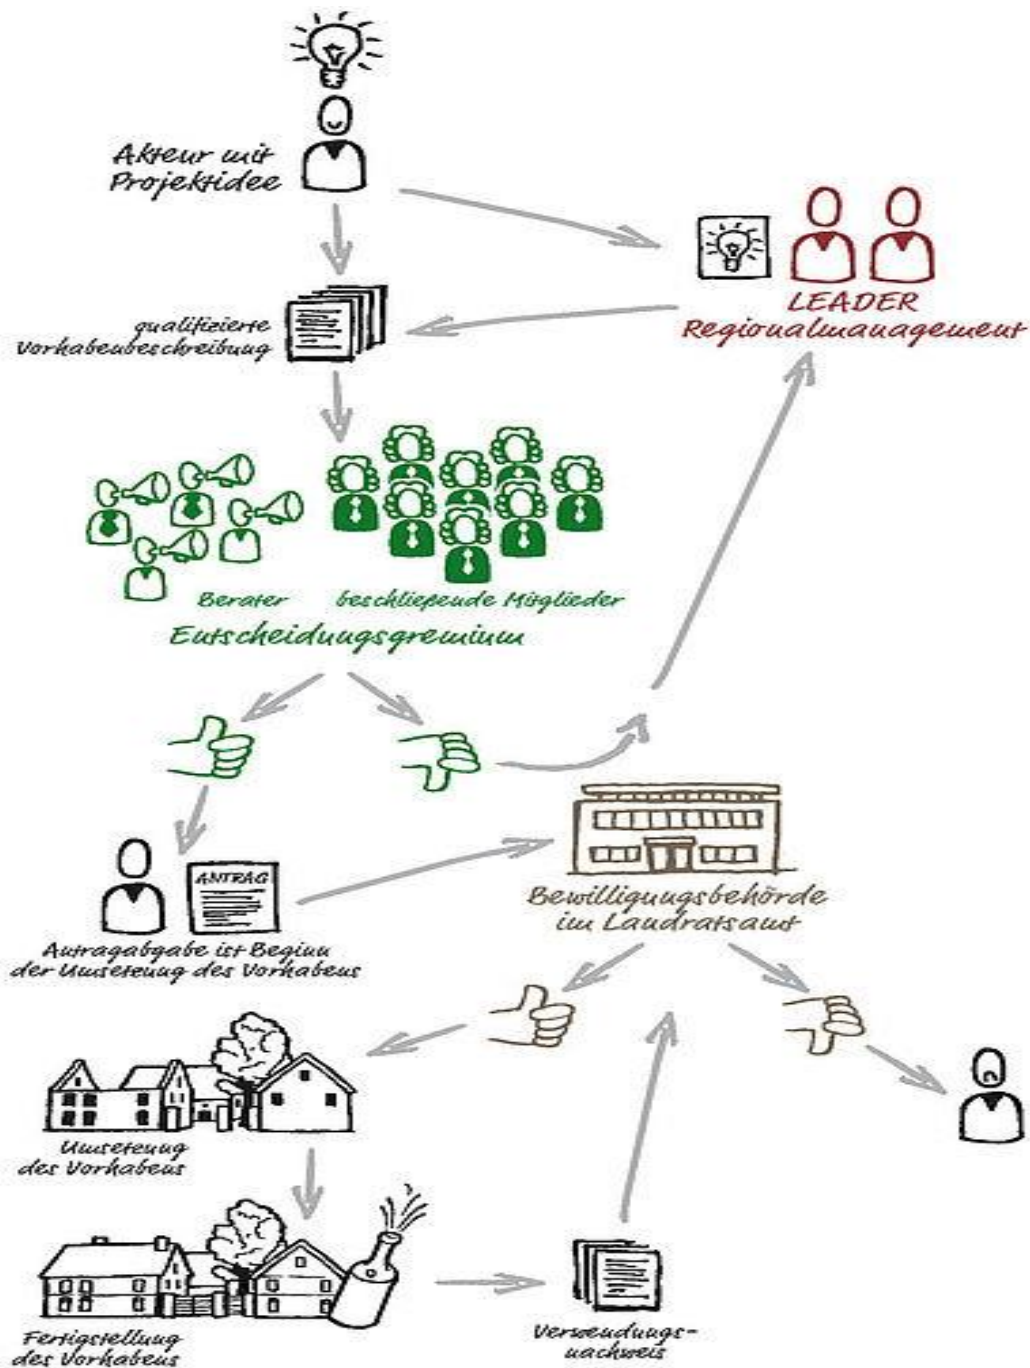 Akteur mit
Projektidee
LEADER
Regionalmanagement
qualifizierte
Vorhabenbeschreibung
Berater
beschließende Mitglieder
Entscheidungsgremium
ANTRAG
Antragabgabe ist Beginn
der Umsetzung des Vorhabens
Bewilligungsbehörde
im Landratsamt
Umsetzung
des Vorhabens
Fertigstellung
des Vorhabens
Verwendungs-
nachweis